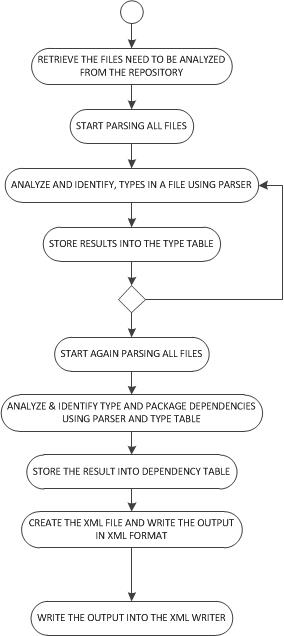 RETRIEVE THE FILES NEED TO BE ANALYZED
FROM THE REPOSITORY
START PARSING ALL FILES
ANALYZE AND IDENTIFY, TYPES IN A FILE USING PARSER
STORE RESULTS INTO THE TYPE TABLE
START AGAIN PARSING ALL FILES
ANALYZE & IDENTIFY TYPE AND PACKAGE DEPENDENCIES
USING PARSER AND TYPE TABLE
STORE THE RESULT INTO DEPENDENCY TABLE
CREATE THE XML FILE AND WRITE THE OUTPUT
IN XML FORMAT
WRITE THE OUTPUT INTO THE XML WRITER